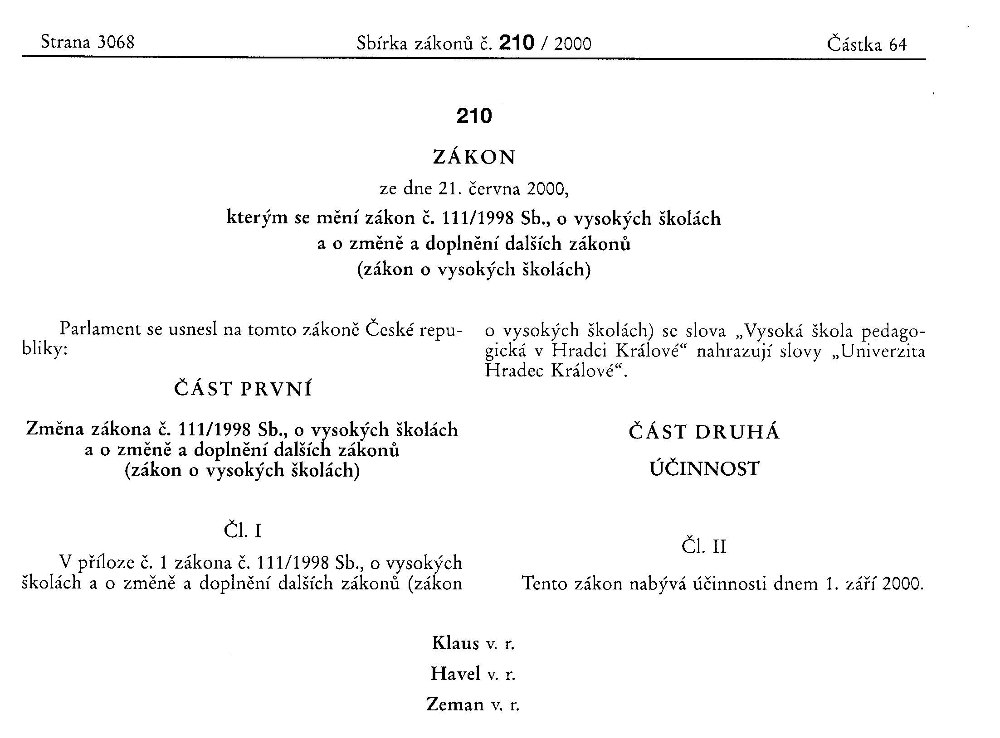 Strana 3068 Sbírka zákonů č. 210 / 2000 Částka 64
210
ZÁKON
ze dne 21. června 2000,
kterým se mění zákon č. 111/1998 Sb., o vysokých školách
a o změně a doplnění dalších zákonů
(zákon o vysokých školách)
Parlament se usnesl na tomto zákoně České repu-
bliky:
ČÁST PRVNÍ
Změna zákona č. 111/1998 Sb., o vysokých školách
a o změně a doplnění dalších zákonů
(zákon o vysokých školách)
Čl. I
V příloze č. 1 zákona č. 111/1998 Sb., o vysokých
školách a o změně a doplnění dalších zákonů (zákon
o vysokých školách) se slova „Vysoká škola pedago-
gická v Hradci Králové“ nahrazují slovy „Univerzita
Hradec Králové“.
ČÁST DRUHÁ
ÚČINNOST
Čl. II
Tento zákon nabývá účinnosti dnem 1. září 2000.
Klaus v. r.
Havel v. r.
Zeman v. r.